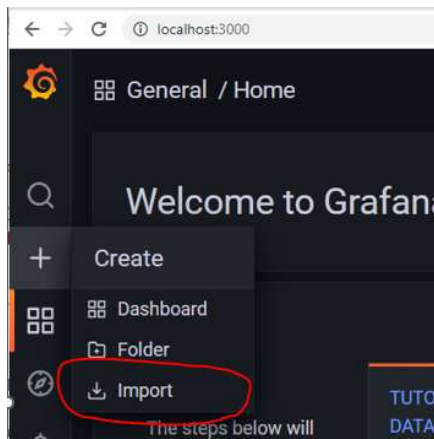 localhost:3000
General / Home
Welcome to Grafana
Create
Dashboard
Folder
Import
The steps below will
TUTO
DATA